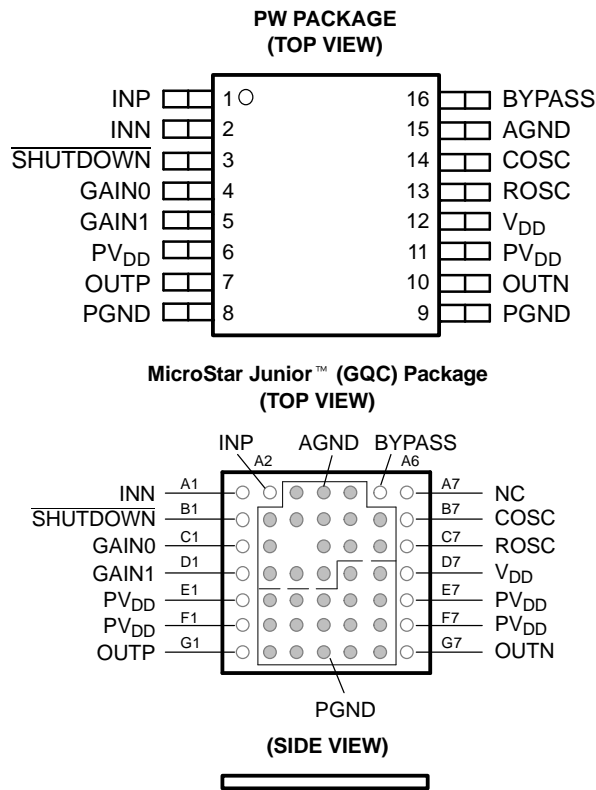 PW PACKAGE
(TOP VIEW)
INP 1 16 BYPASS
INN 2 15 AGND
SHUTDOWN 3 14 COSC
GAIN0 4 13 ROSC
GAIN1 5 12 VDD
PVDD 6 11 PVDD
OUTP 7 10 OUTN
PGND 8 9 PGND
MicroStar Junior™ (GQC) Package
(TOP VIEW)
INP AGND BYPASS
A2 A6
INN A1 A7 NC
SHUTDOWN B1 B7 COSC
GAIN0 C1 C7 ROSC
GAIN1 D1 D7 VDD
PVDD E1 E7 PVDD
PVDD F1 F7 PVDD
OUTP G1 G7 OUTN
PGND
(SIDE VIEW)